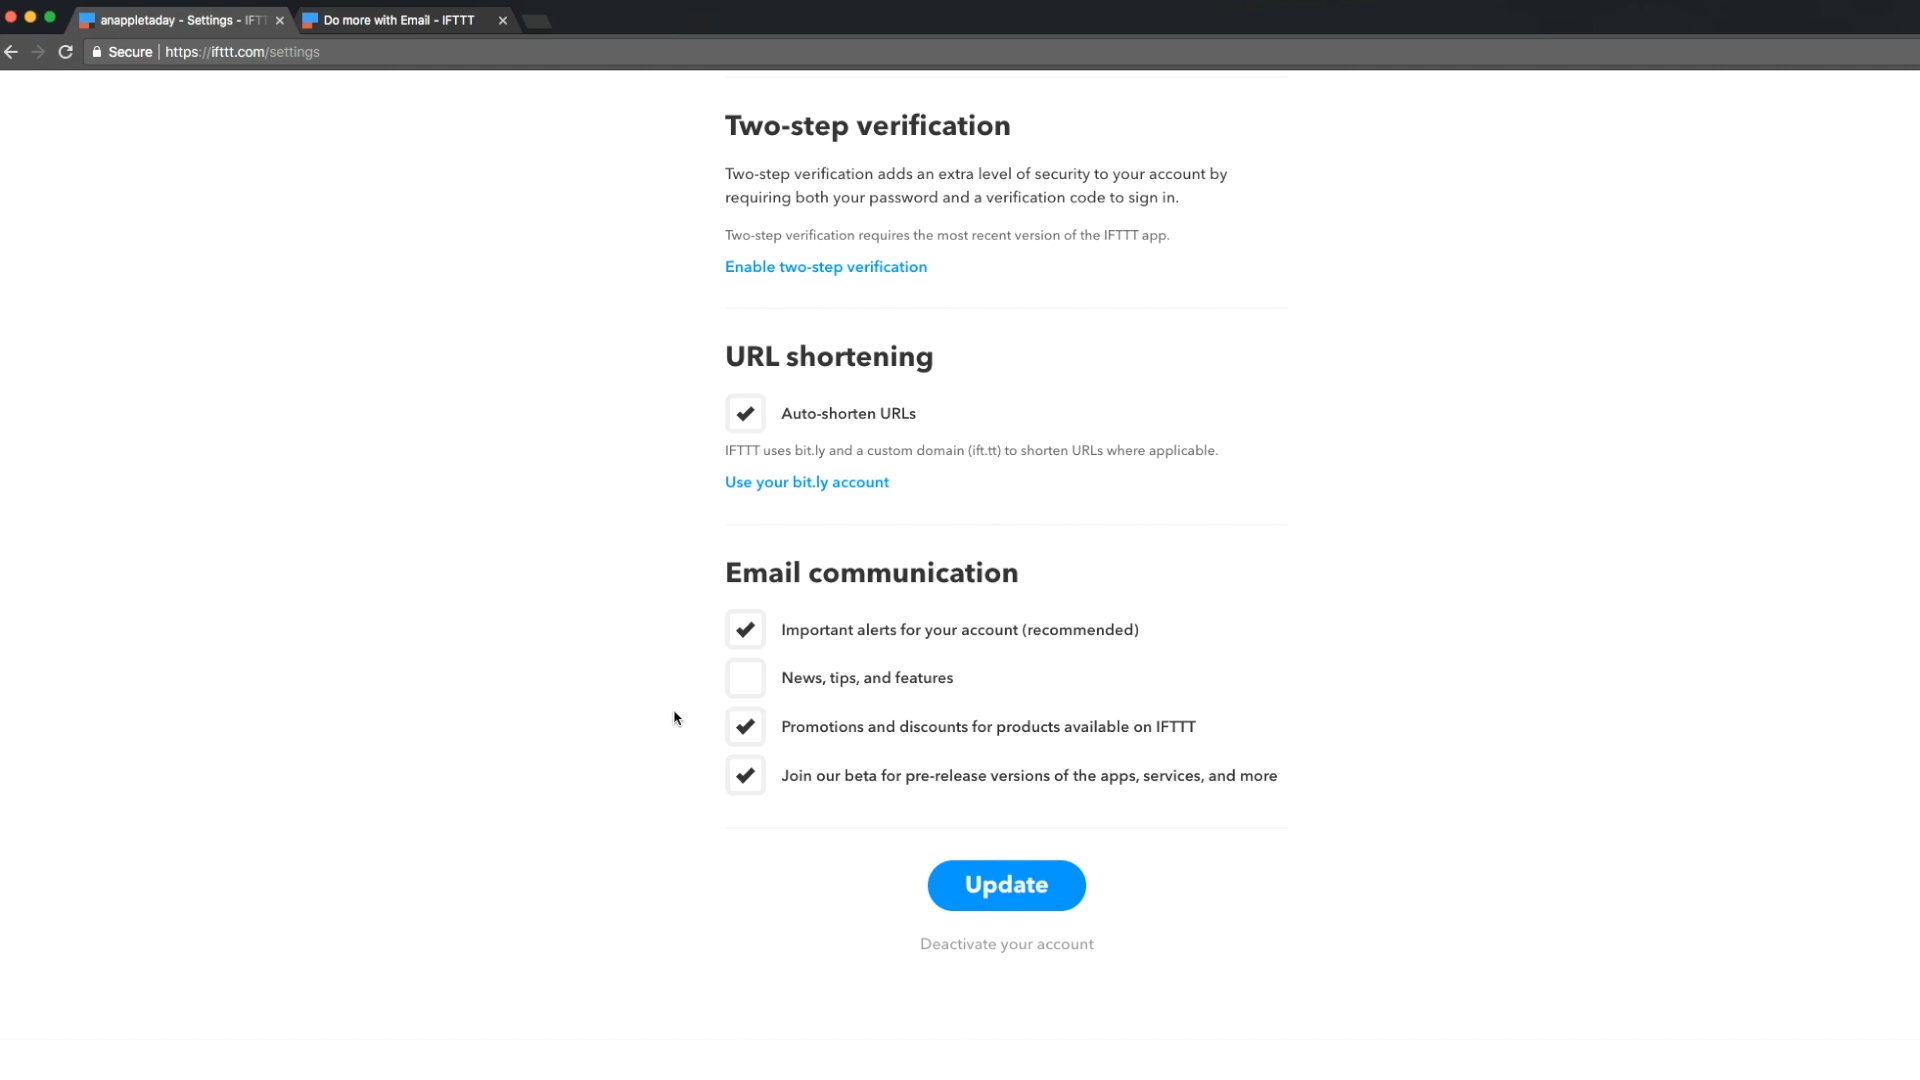 anappletaday - Settings - IFTT
Do more with Email - IFTTT
Secure | https://ifttt.com/settings
Two-step verification
Two-step verification adds an extra level of security to your account by
requiring both your password and a verification code to sign in.
Two-step verification requires the most recent version of the IFTTT app.
Enable two-step verification
URL shortening
Auto-shorten URLs
IFTTT uses bit.ly and a custom domain (ift.tt) to shorten URLs where applicable.
Use your bit.ly account
Email communication
Important alerts for your account (recommended)
News, tips, and features
Promotions and discounts for products available on IFTTT
Join our beta for pre-release versions of the apps, services, and more
Update
Deactivate your account